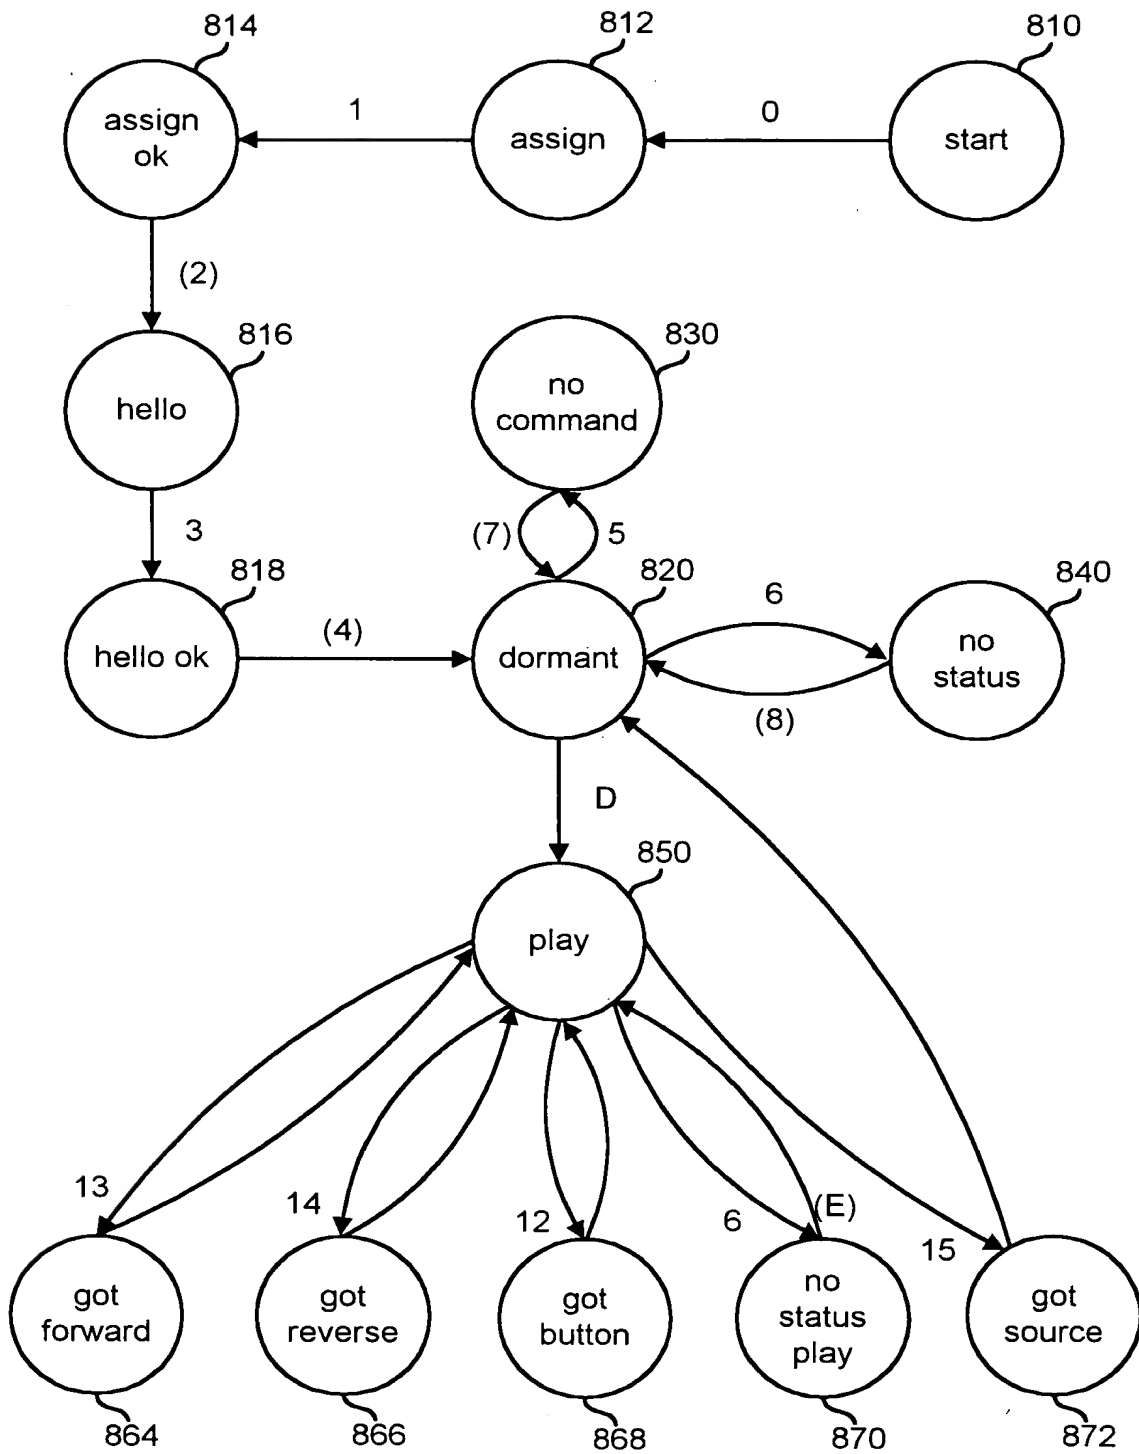 814
812
810
assign
ok
1
assign
0
start
(2)
816
830
hello
no
command
3
(7)
5
818
820
840
hello ok
(4)
dormant
6
no
status
(8)
D
850
play
13
14
12
6
(E)
15
got
forward
got
reverse
got
button
no
status
play
got
source
864
866
868
870
872